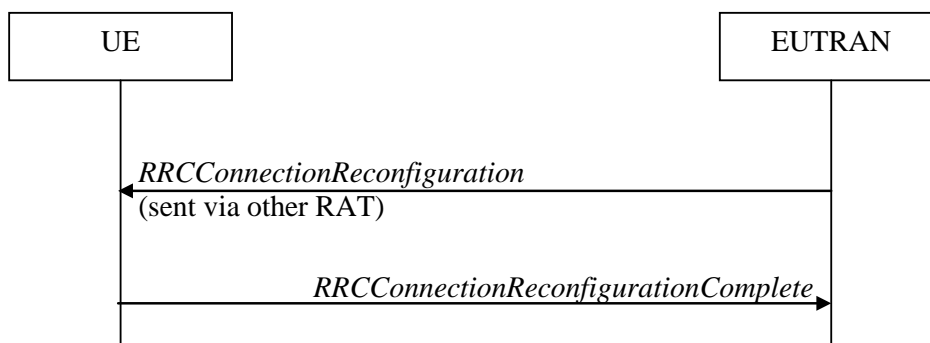 UE
EUTRAN
RRCConnectionReconfiguration
(sent via other RAT)
RRCConnectionReconfigurationComplete